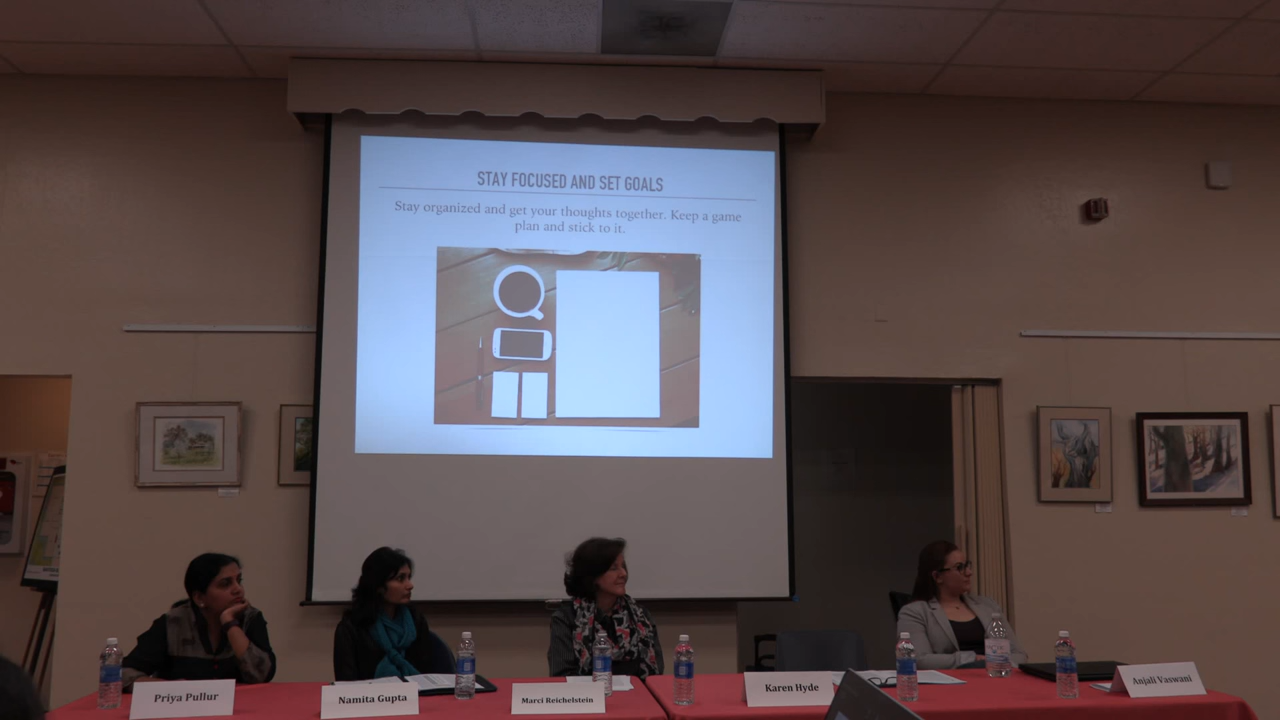 STAY FOCUSED AND SET GOALS
Stay organized and get your thoughts together. Keep a game
plan and stick to it.
Priya Pullur
Namita Gupta
Marci Reichelstein
Karen Hyde
Anjali Vaswani